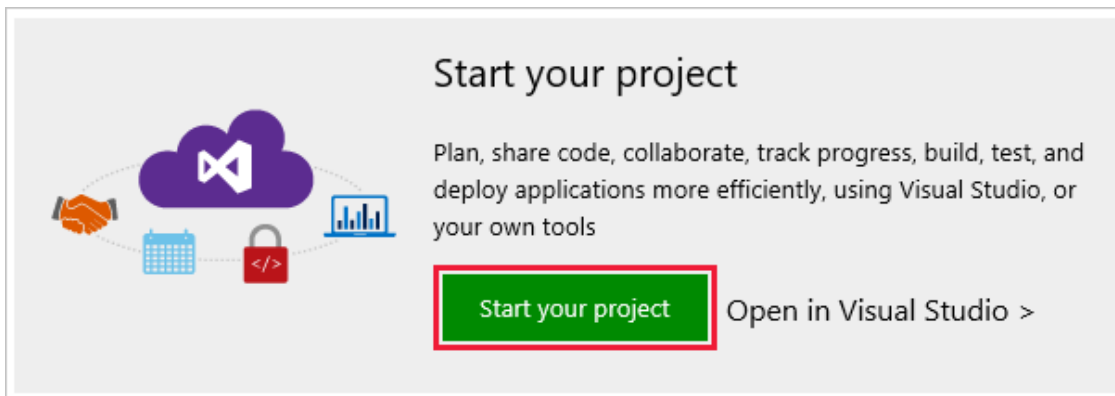 Start your project
Plan, share code, collaborate, track progress, build, test, and
deploy applications more efficiently, using Visual Studio, or
your own tools
</>
Start your project
Open in Visual Studio >